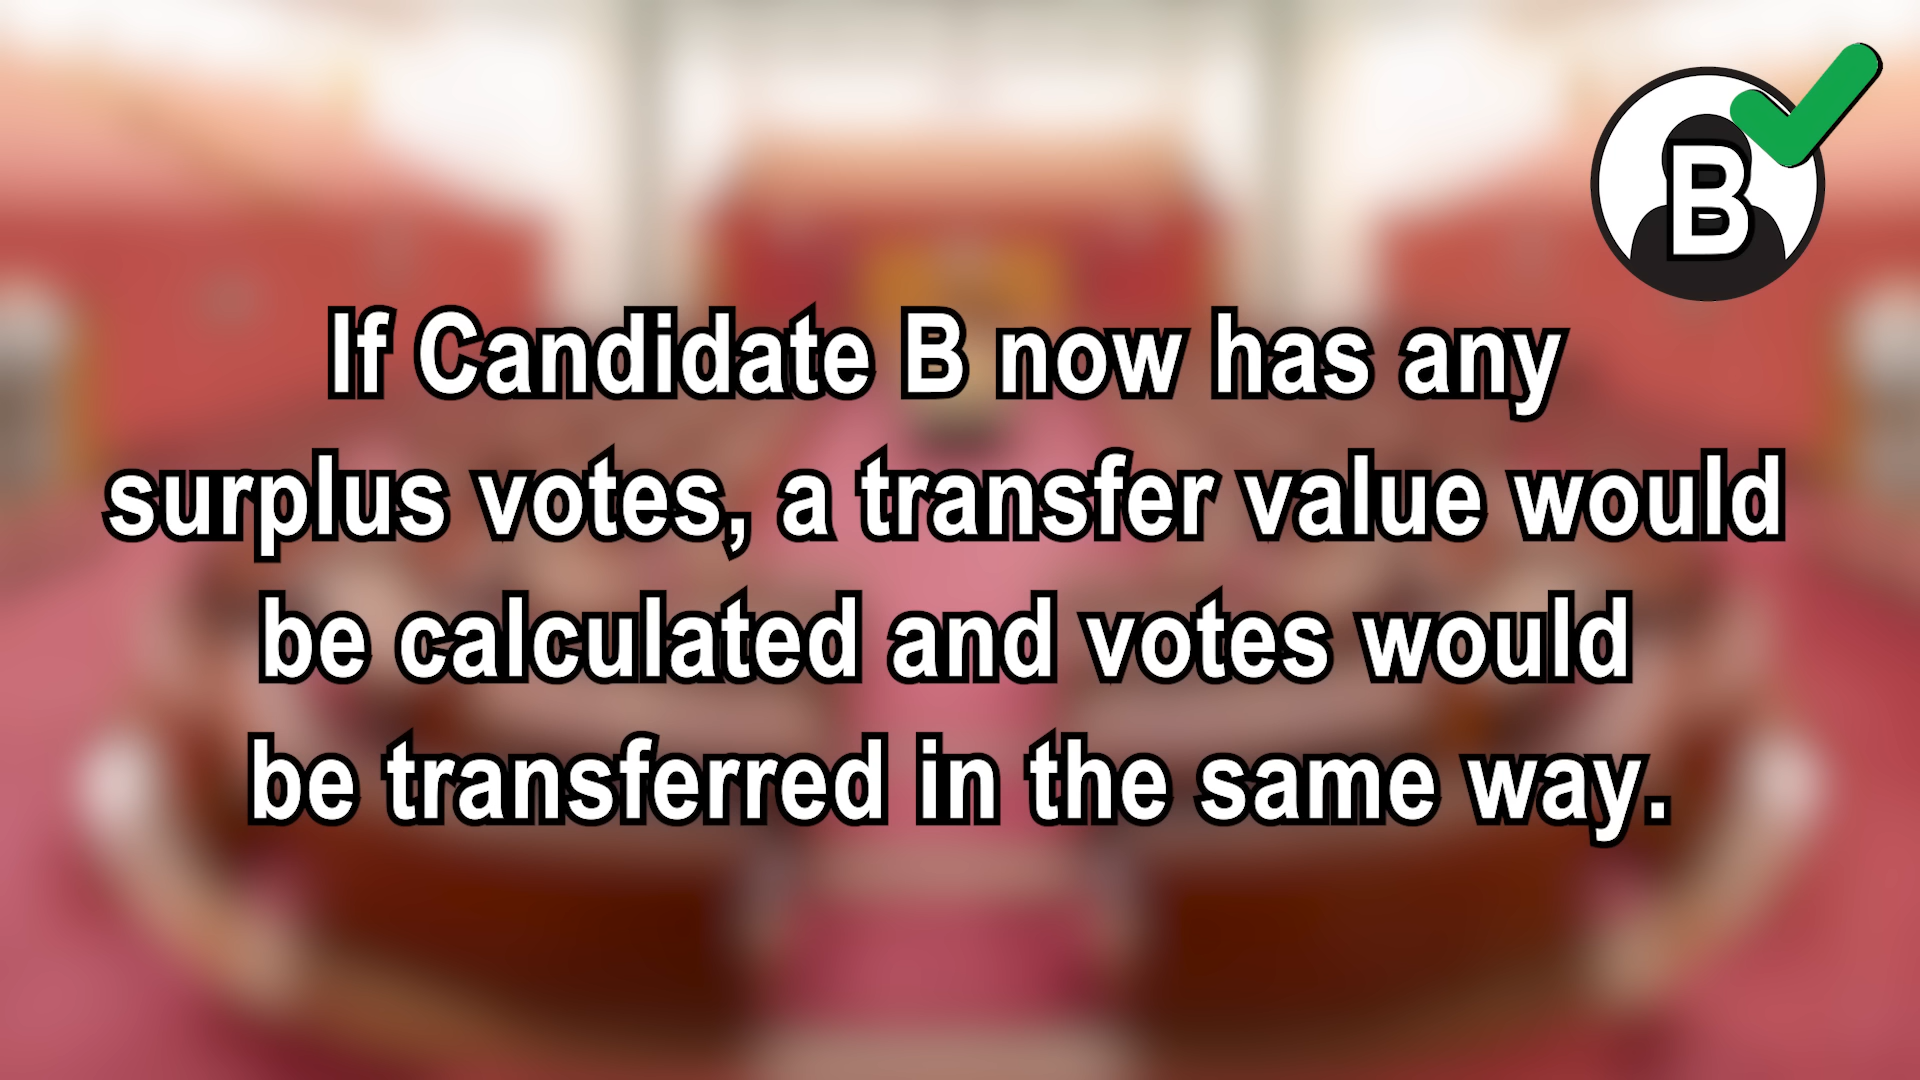 B
If Candidate B now has any
surplus votes, a transfer value would
be calculated and votes would
be transferred in the same way.